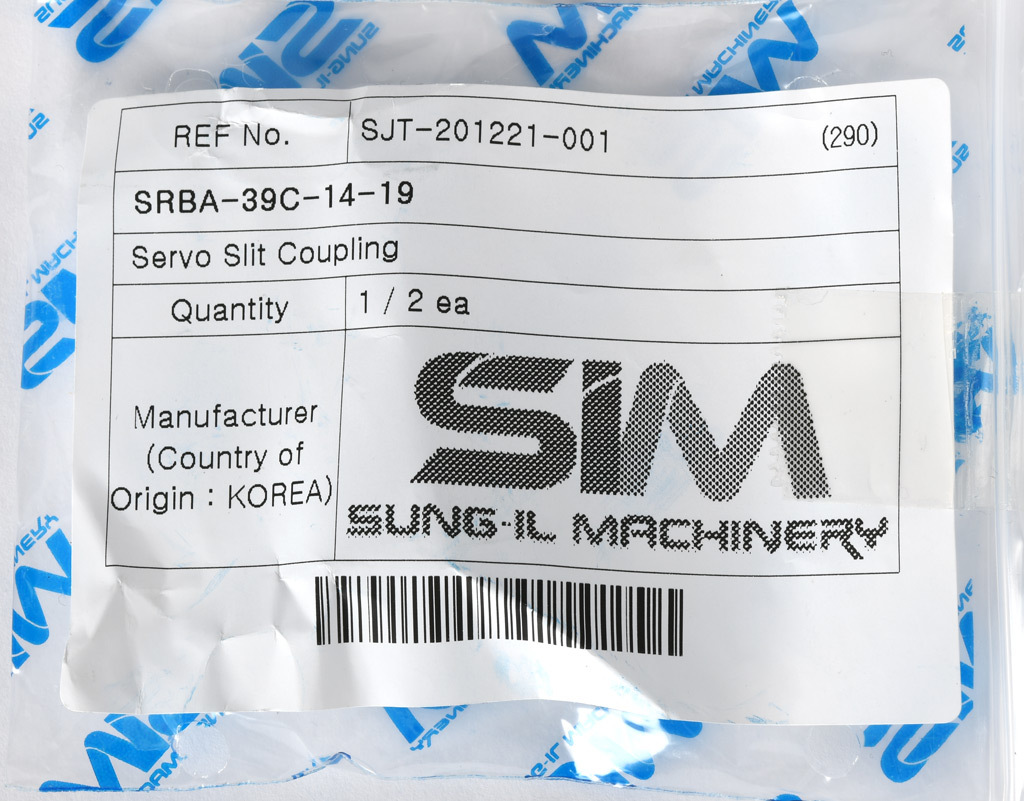 REF No. SJT-201221-001 (290)
SRBA-39C-14-19
Servo Slit Coupling
Quantity 1 / 2 ea
Manufacturer
(Country of
Origin : KOREA)
SIM
SUNG-IL MACHINERY